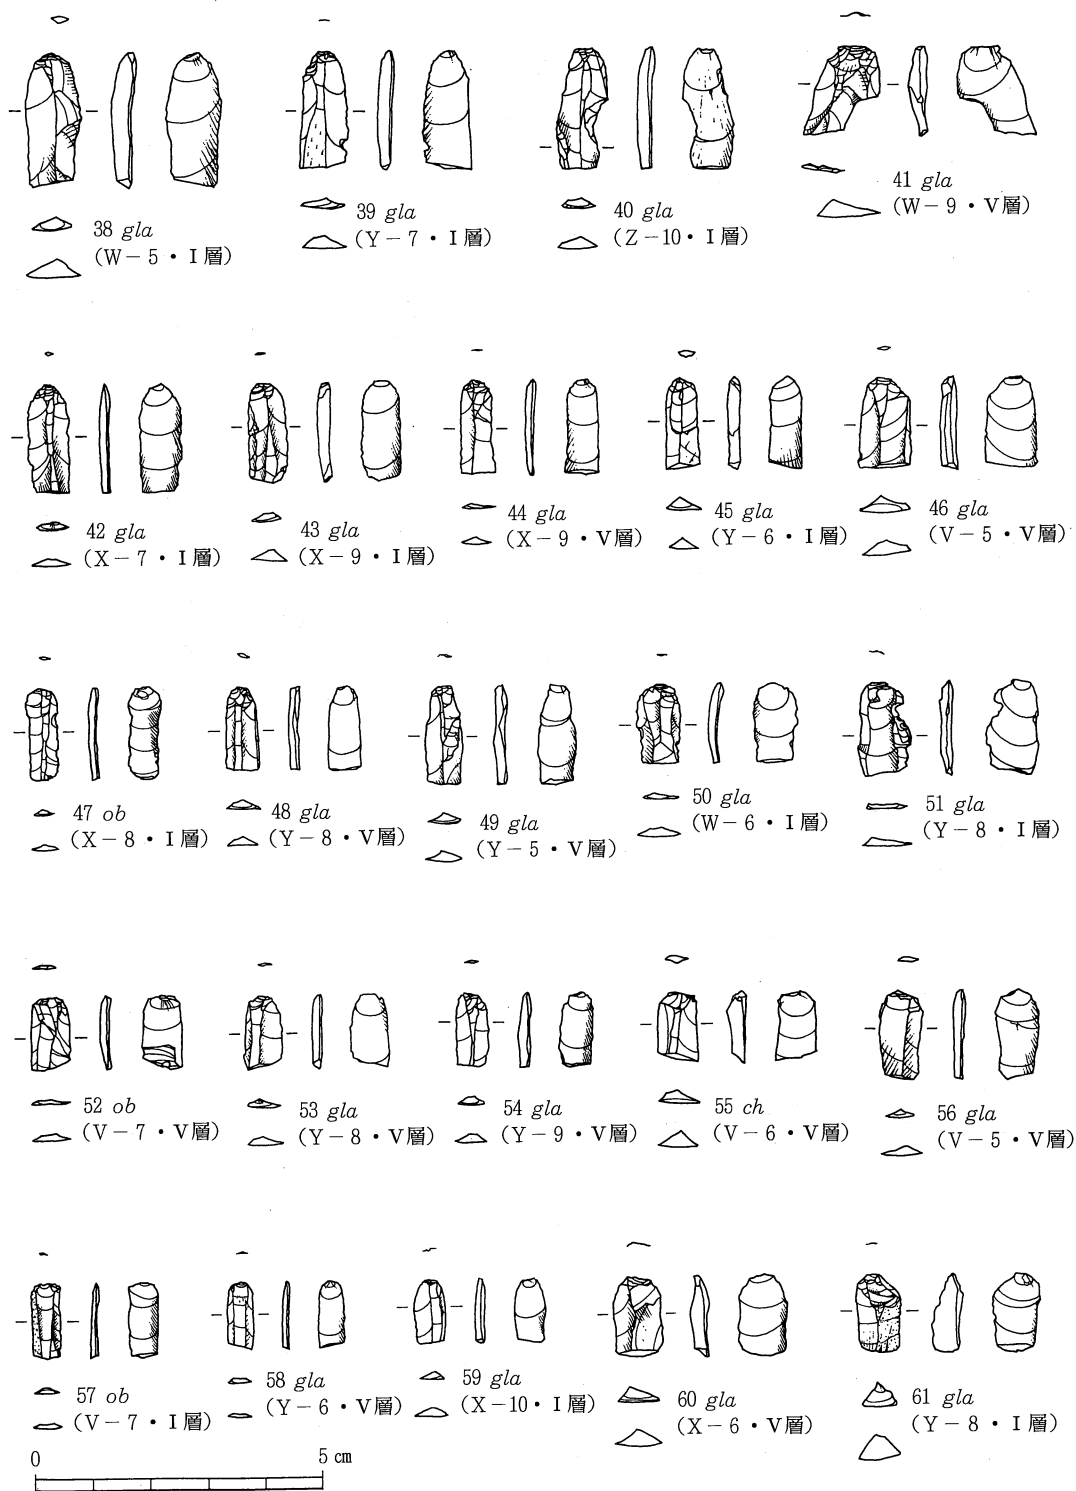 38 gla
(W-5・I層)
39 gla
(Y-7・I層)
40 gla
(Z-10・I層)
41 gla
(W-9・V層)
42 gla
(X-7・I層)
43 gla
(X-9・I層)
44 gla
(X-9・V層)
45 gla
(Y-6・I層)
46 gla
(V-5・V層)
47 ob
(X-8・I層)
48 gla
(Y-8・V層)
49 gla
(Y-5・V層)
50 gla
(W-6・I層)
51 gla
(Y-8・I層)
52 ob
(V-7・V層)
53 gla
(Y-8・V層)
54 gla
(Y-9・V層)
55 ch
(V-6・V層)
56 gla
(V-5・V層)
57 ob
(V-7・I層)
58 gla
(Y-6・V層)
59 gla
(X-10・I層)
60 gla
(X-6・V層)
61 gla
(Y-8・I層)
0 5 cm